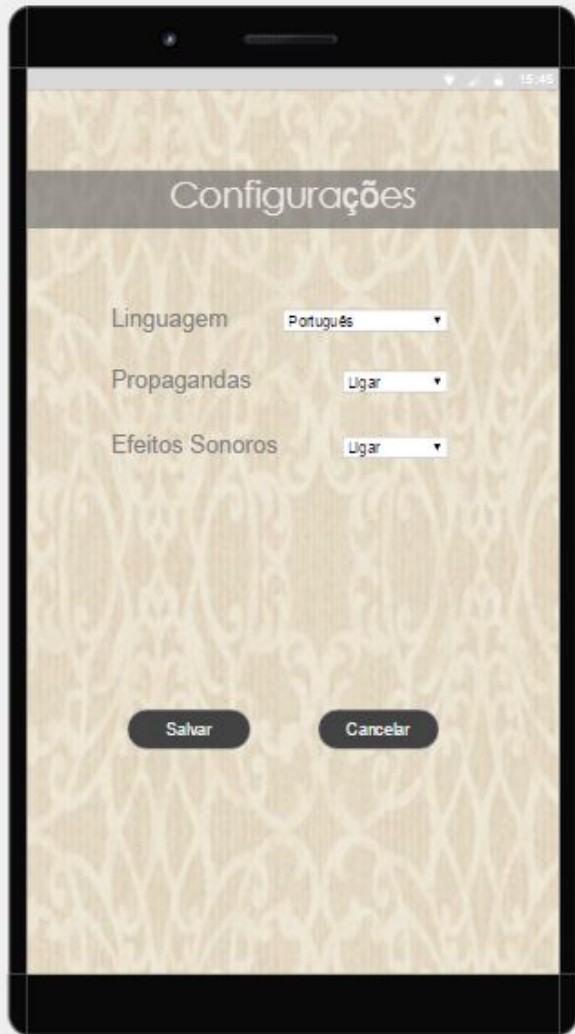 15:45
Configurações
Linguagem Português
Propagandas Ligar
Efeitos Sonoros Ligar
Salvar Cancelar